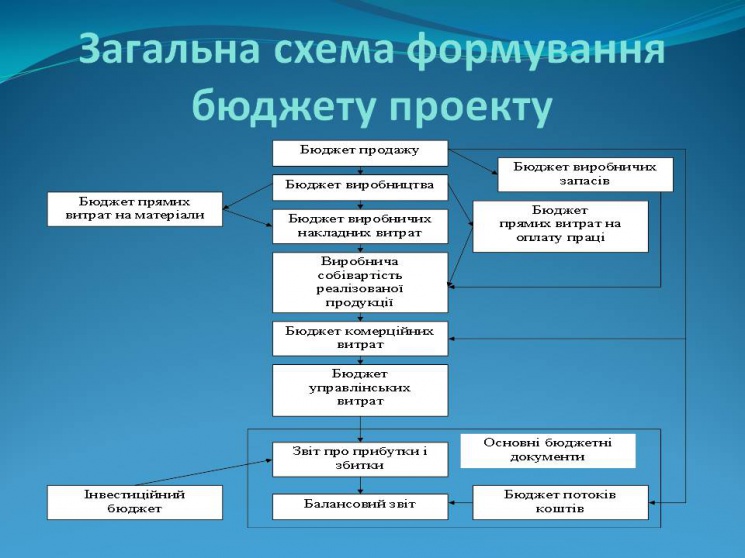 Загальна схема формування
бюджету проекту
Бюджет продажу
Бюджет виробничих
запасів
Бюджет виробництва
Бюджет прямих
витрат на матеріали
Бюджет виробничих
накладних витрат
Бюджет
прямих витрат на
оплату праці
Виробнича
собівартість
реалізованої
продукції
Бюджет комерційних
витрат
Бюджет
управлінських
витрат
Основні бюджетні
документи
Звіт про прибутки і
збитки
Інвестиційний
бюджет
Балансовий звіт
Бюджет потоків
коштів